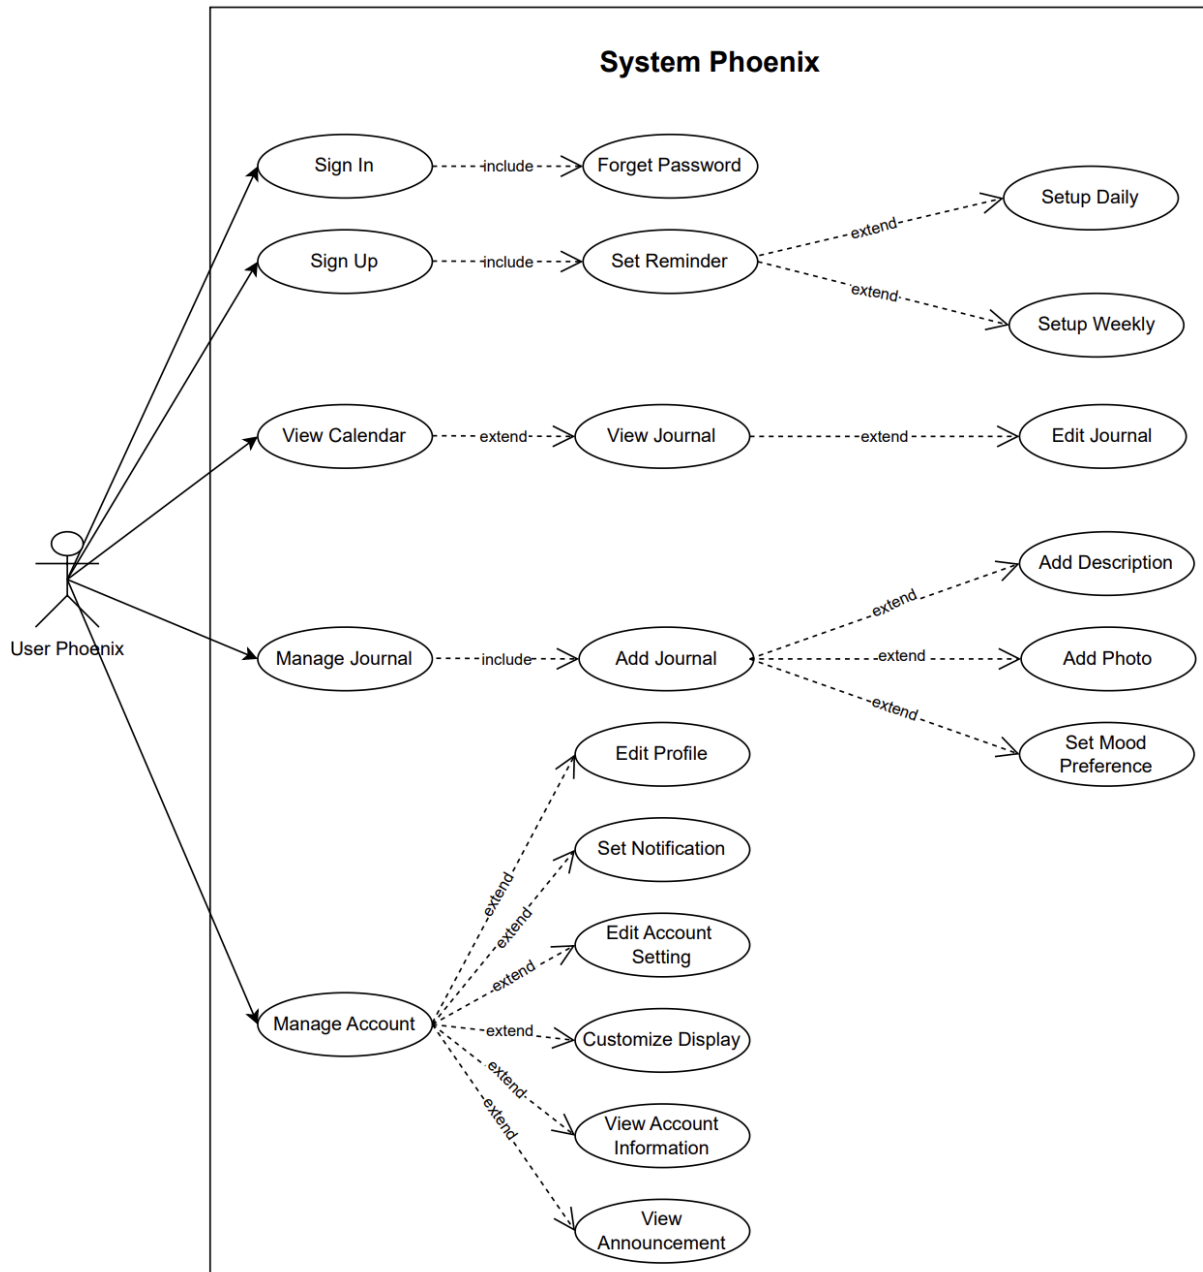 System Phoenix
Sign In
include
Forget Password
Setup Daily
extend
Sign Up
include
Set Reminder
extend
Setup Weekly
View Calendar
extend
View Journal
extend
Edit Journal
User Phoenix
Manage Journal
include
Add Journal
extend
Add Description
extend
Add Photo
extend
Set Mood
Preference
Manage Account
extend
Edit Profile
extend
Set Notification
extend
Edit Account
Setting
extend
Customize Display
extend
View Account
Information
extend
View
Announcement